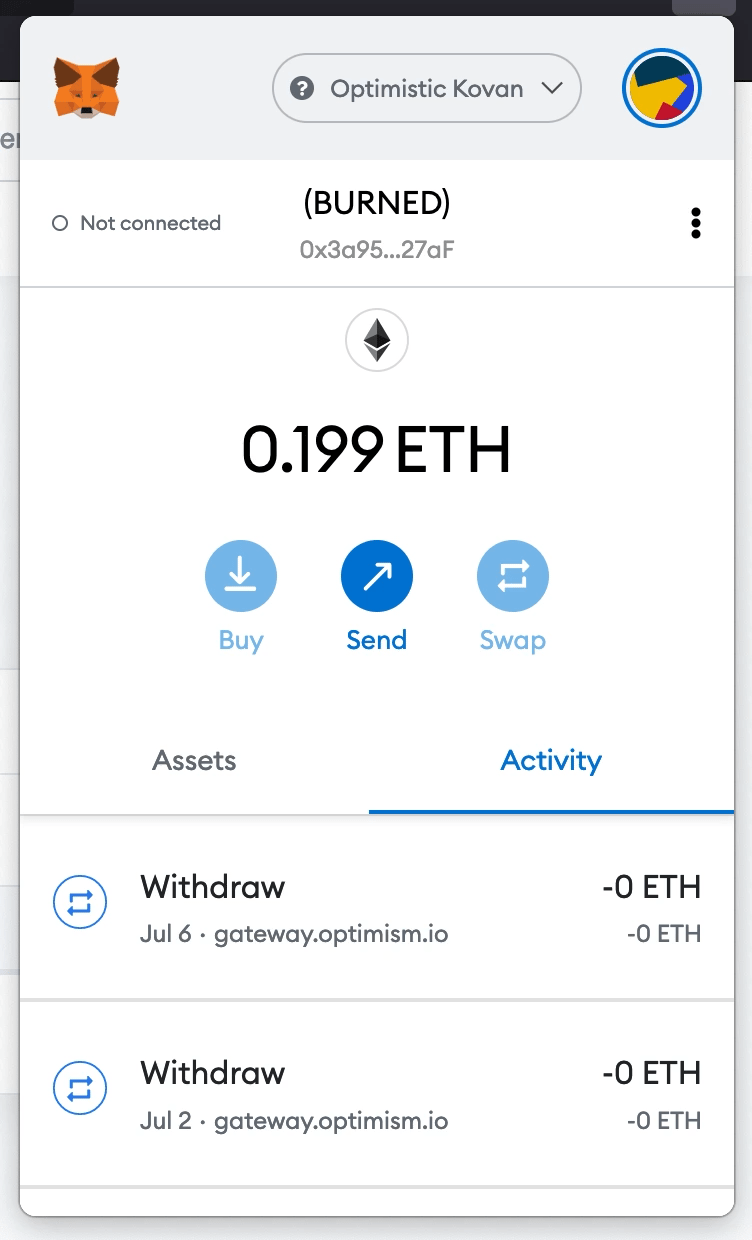 ? Optimistic Kovan
er
Not connected
(BURNED)
0x3a95...27aF
0.199 ETH
Buy Send Swap
Assets Activity
Withdraw -0 ETH
Jul 6 · gateway.optimism.io -0 ETH
Withdraw -0 ETH
Jul 2 · gateway.optimism.io -0 ETH